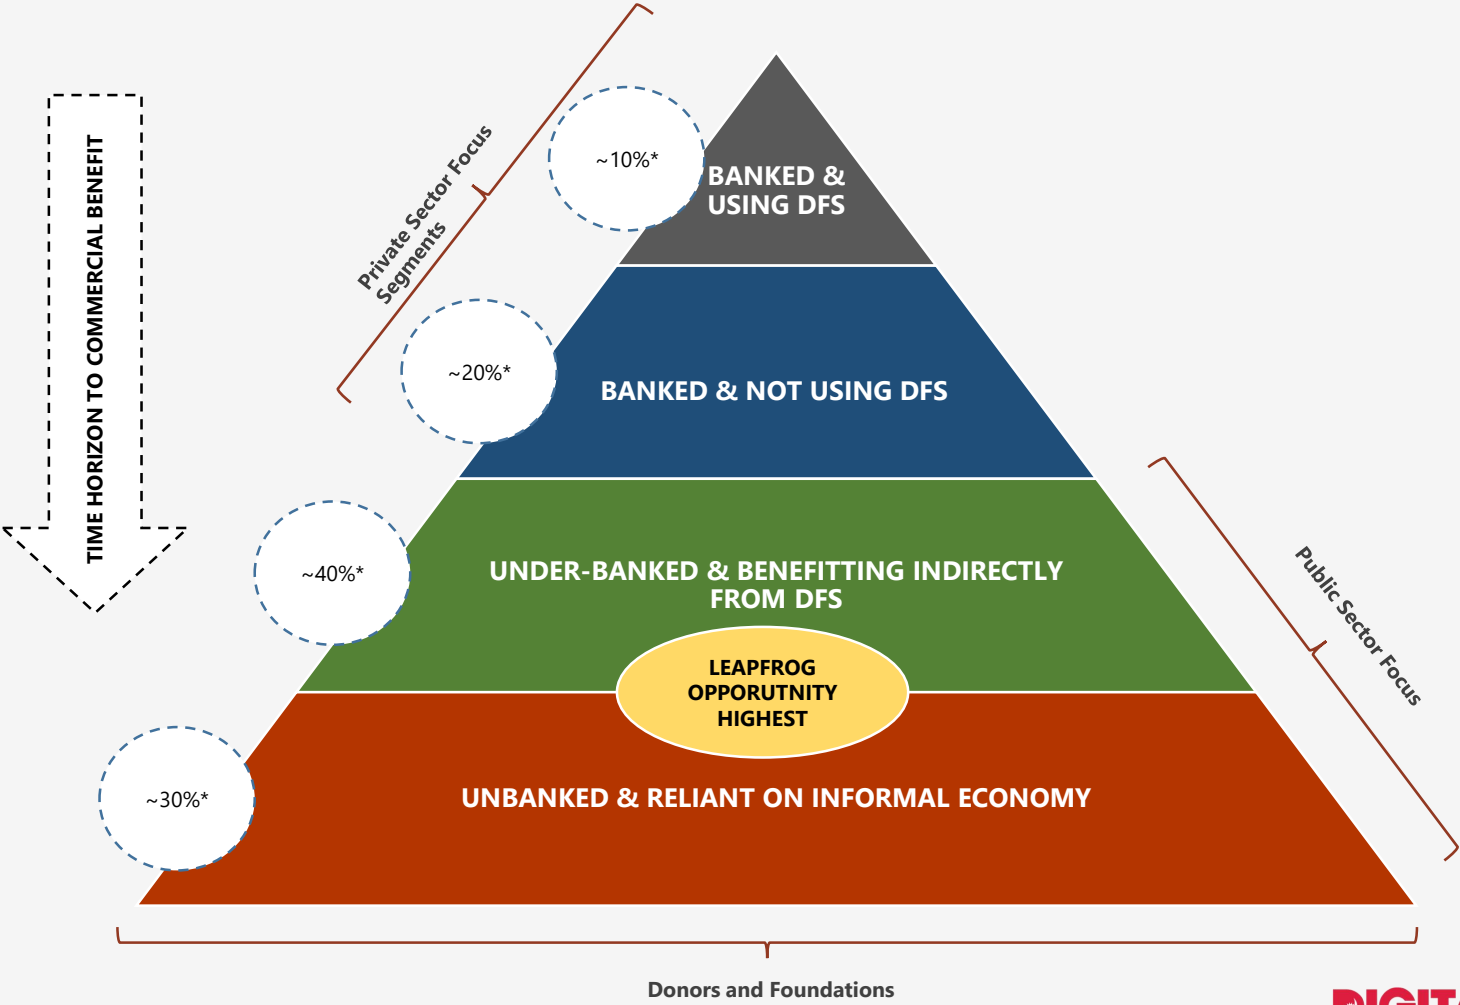 TIME HORIZON TO COMMERCIAL BENEFIT
Private Sector Focus
Segments
~10%*
BANKED &
USING DFS
~20%*
BANKED & NOT USING DFS
~40%*
UNDER-BANKED & BENEFITTING INDIRECTLY
FROM DFS
LEAPFROG
OPPORUTNITY
HIGHEST
Public Sector Focus
~30%*
UNBANKED & RELIANT ON INFORMAL ECONOMY
Donors and Foundations